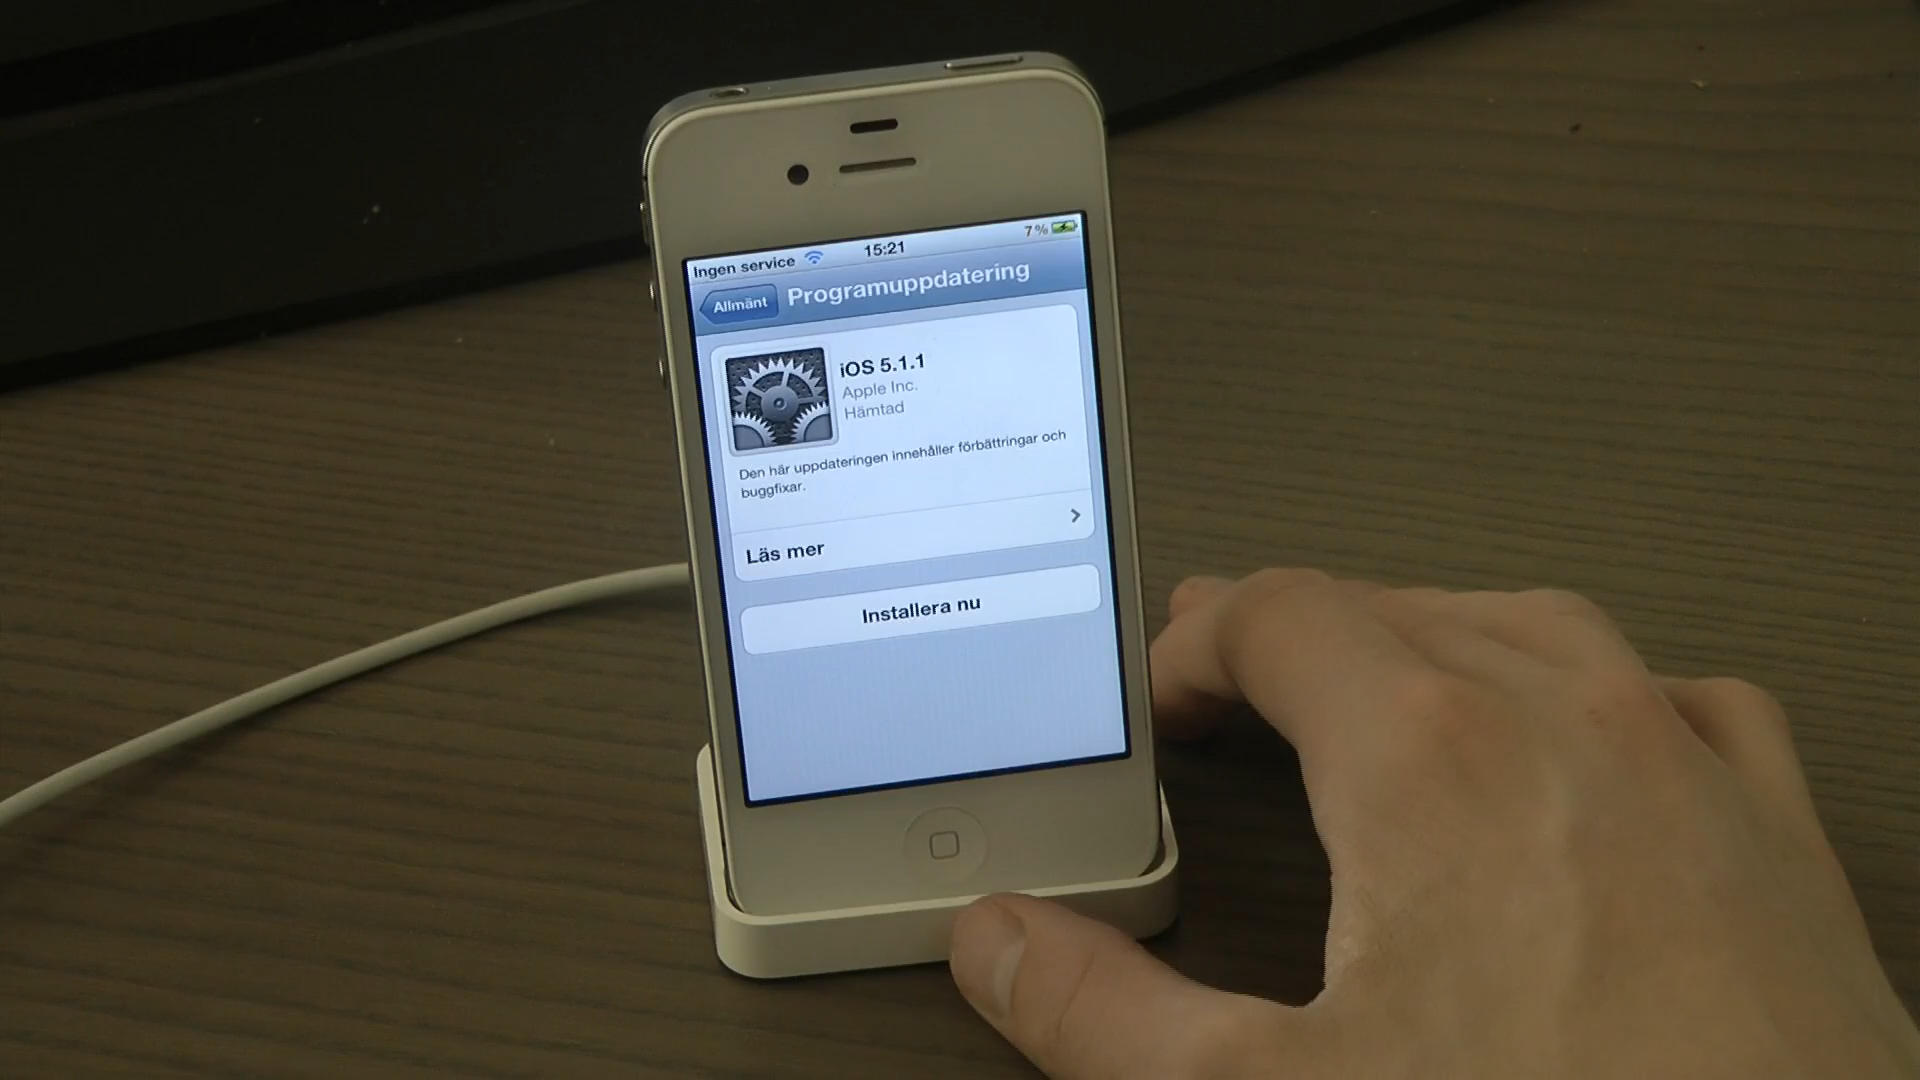 Ingen service 15:21 7%
Allmänt Programuppdatering
iOS 5.1.1
Apple Inc.
Hämtad
Den här uppdateringen innehåller förbättringar och
buggfixar.
Läs mer
Installera nu